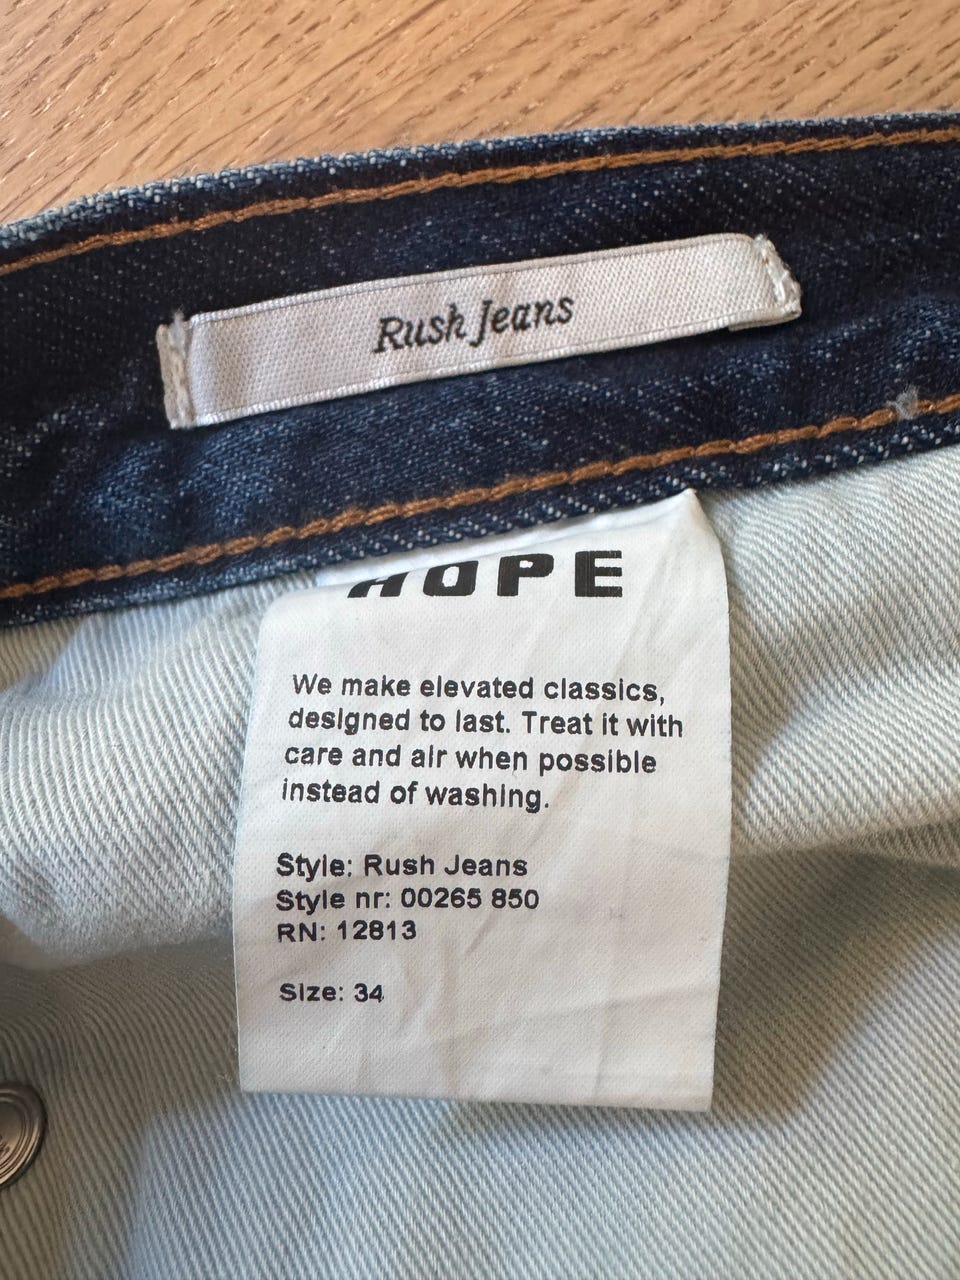 Rush Jeans
HOPE
We make elevated classics,
designed to last. Treat it with
care and air when possible
instead of washing.
Style: Rush Jeans
Style nr: 00265 850
RN: 12813
Size: 34